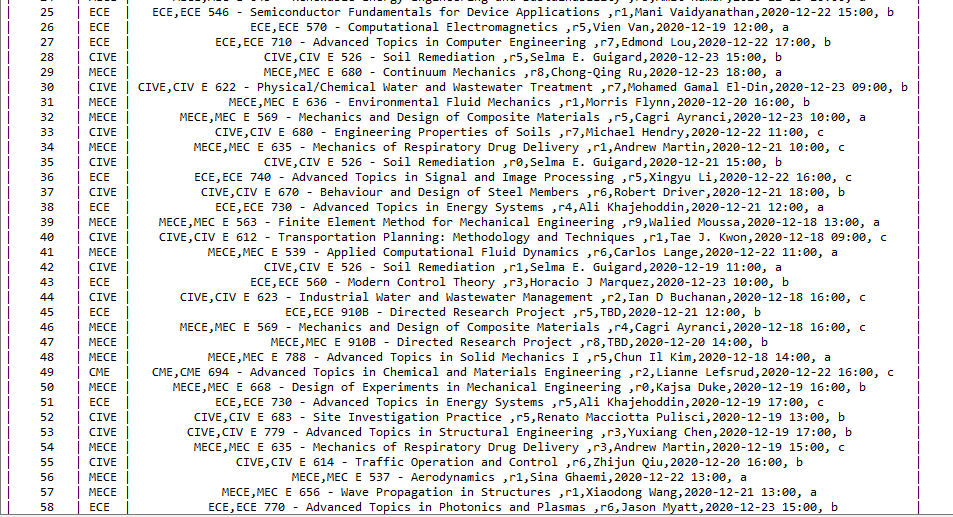 25 | ECE | ECE,ECE 546 - Semiconductor Fundamentals for Device Applications ,r1,Mani Vaidyanathan,2020-12-22 15:00, b
26 | ECE | ECE,ECE 570 - Computational Electromagnetics ,r5,Vien Van,2020-12-19 12:00, a
27 | ECE | ECE,ECE 710 - Advanced Topics in Computer Engineering ,r7,Edmond Lou,2020-12-22 17:00, b
28 | CIVE | CIVE,CIV E 526 - Soil Remediation ,r5,Selma E. Guigard,2020-12-23 15:00, b
29 | MECE | MECE,MEC E 680 - Continuum Mechanics ,r8,Chong-Qing Ru,2020-12-23 18:00, a
30 | CIVE | CIVE,CIV E 622 - Physical/Chemical Water and Wastewater Treatment ,r7,Mohamed Gamal El-Din,2020-12-23 09:00, b
31 | MECE | MECE,MEC E 636 - Environmental Fluid Mechanics ,r1,Morris Flynn,2020-12-20 16:00, b
32 | MECE | MECE,MEC E 569 - Mechanics and Design of Composite Materials ,r5,Cagri Ayranci,2020-12-23 10:00, a
33 | CIVE | CIVE,CIV E 680 - Engineering Properties of Soils ,r7,Michael Hendry,2020-12-22 11:00, c
34 | MECE | MECE,MEC E 635 - Mechanics of Respiratory Drug Delivery ,r1,Andrew Martin,2020-12-21 10:00, c
35 | CIVE | CIVE,CIV E 526 - Soil Remediation ,r0,Selma E. Guigard,2020-12-21 15:00, b
36 | ECE | ECE,ECE 740 - Advanced Topics in Signal and Image Processing ,r5,Xingyu Li,2020-12-22 16:00, c
37 | CIVE | CIVE,CIV E 670 - Behaviour and Design of Steel Members ,r6,Robert Driver,2020-12-21 18:00, b
38 | ECE | ECE,ECE 730 - Advanced Topics in Energy Systems ,r4,Ali Khajehoddin,2020-12-21 12:00, a
39 | MECE | MECE,MEC E 563 - Finite Element Method for Mechanical Engineering ,r9,Walied Moussa,2020-12-18 13:00, a
40 | CIVE | CIVE,CIV E 612 - Transportation Planning: Methodology and Techniques ,r1,Tae J. Kwon,2020-12-18 09:00, c
41 | MECE | MECE,MEC E 539 - Applied Computational Fluid Dynamics ,r6,Carlos Lange,2020-12-22 11:00, a
42 | CIVE | CIVE,CIV E 526 - Soil Remediation ,r1,Selma E. Guigard,2020-12-19 11:00, a
43 | ECE | ECE,ECE 560 - Modern Control Theory ,r3,Horacio J Marquez,2020-12-23 10:00, b
44 | CIVE | CIVE,CIV E 623 - Industrial Water and Wastewater Management ,r2,Ian D Buchanan,2020-12-18 16:00, c
45 | ECE | ECE,ECE 910B - Directed Research Project ,r5,TBD,2020-12-21 12:00, b
46 | MECE | MECE,MEC E 569 - Mechanics and Design of Composite Materials ,r4,Cagri Ayranci,2020-12-18 16:00, c
47 | MECE | MECE,MEC E 910B - Directed Research Project ,r8,TBD,2020-12-20 14:00, b
48 | MECE | MECE,MEC E 788 - Advanced Topics in Solid Mechanics I ,r5,Chun Il Kim,2020-12-18 14:00, a
49 | CME | CME,CME 694 - Advanced Topics in Chemical and Materials Engineering ,r2,Lianne Lefsrud,2020-12-22 16:00, c
50 | MECE | MECE,MEC E 668 - Design of Experiments in Mechanical Engineering ,r0,Kajsa Duke,2020-12-19 16:00, b
51 | ECE | ECE,ECE 730 - Advanced Topics in Energy Systems ,r5,Ali Khajehoddin,2020-12-19 17:00, c
52 | CIVE | CIVE,CIV E 683 - Site Investigation Practice ,r5,Renato Macciotta Pulisci,2020-12-19 13:00, b
53 | CIVE | CIVE,CIV E 779 - Advanced Topics in Structural Engineering ,r3,Yuxiang Chen,2020-12-19 17:00, b
54 | MECE | MECE,MEC E 635 - Mechanics of Respiratory Drug Delivery ,r3,Andrew Martin,2020-12-19 15:00, c
55 | CIVE | CIVE,CIV E 614 - Traffic Operation and Control ,r6,Zhijun Qiu,2020-12-20 16:00, b
56 | MECE | MECE,MEC E 537 - Aerodynamics ,r1,Sina Ghaemi,2020-12-22 13:00, a
57 | MECE | MECE,MEC E 656 - Wave Propagation in Structures ,r1,Xiaodong Wang,2020-12-21 13:00, a
58 | ECE | ECE,ECE 770 - Advanced Topics in Photonics and Plasmas ,r6,Jason Myatt,2020-12-23 15:00, b